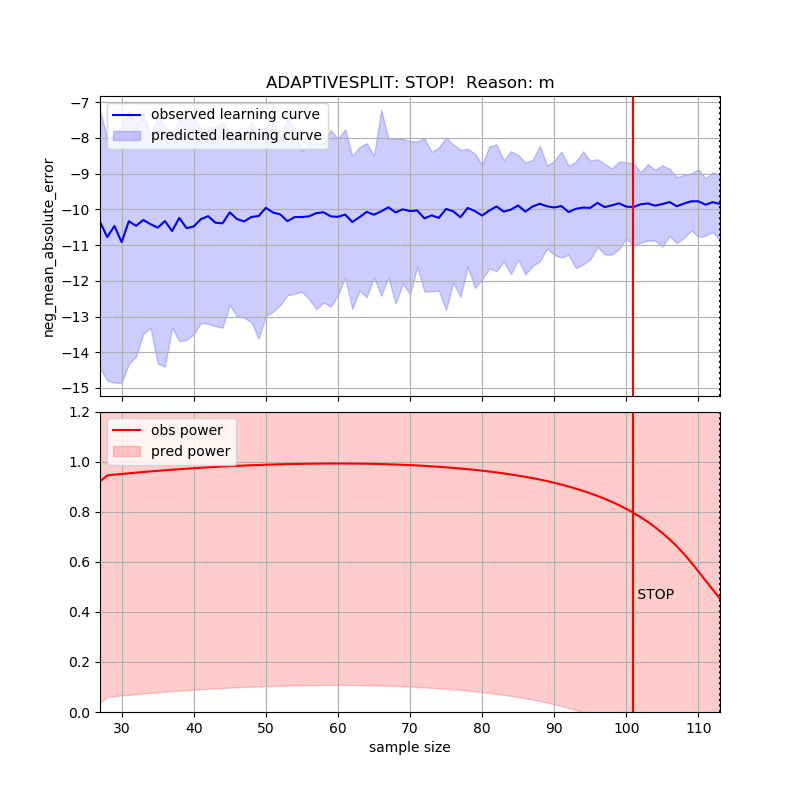 ADAPTIVESPLIT: STOP!  Reason: m
observed learning curve
predicted learning curve
neg_mean_absolute_error
−7
−8
−9
−10
−11
−12
−13
−14
−15
obs power
pred power
1.2
1.0
0.8
0.6
0.4
0.2
0.0
STOP
30 40 50 60 70 80 90 100 110
sample size